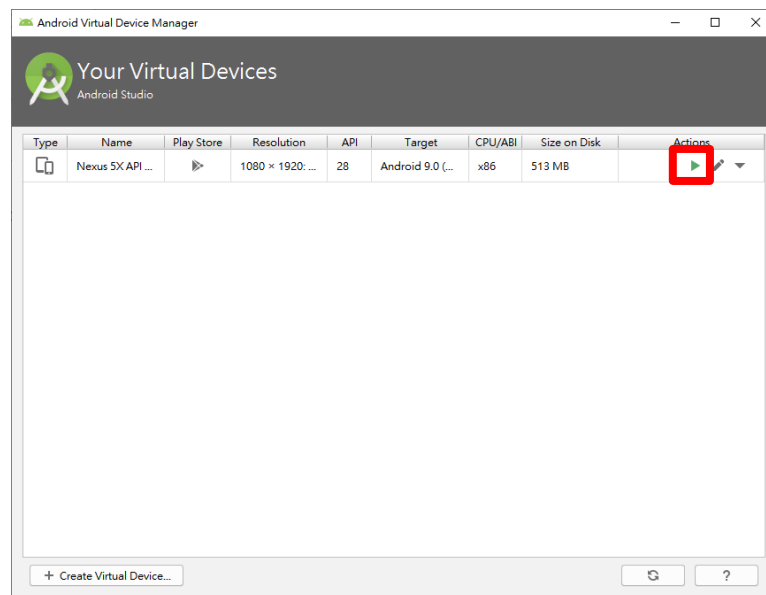 Android Virtual Device Manager
Your Virtual Devices
Android Studio
Type Name Play Store Resolution API Target CPU/ABI Size on Disk Actions
Nexus 5X API ... 1080 × 1920: ... 28 Android 9.0 (... x86 513 MB
+ Create Virtual Device... ?